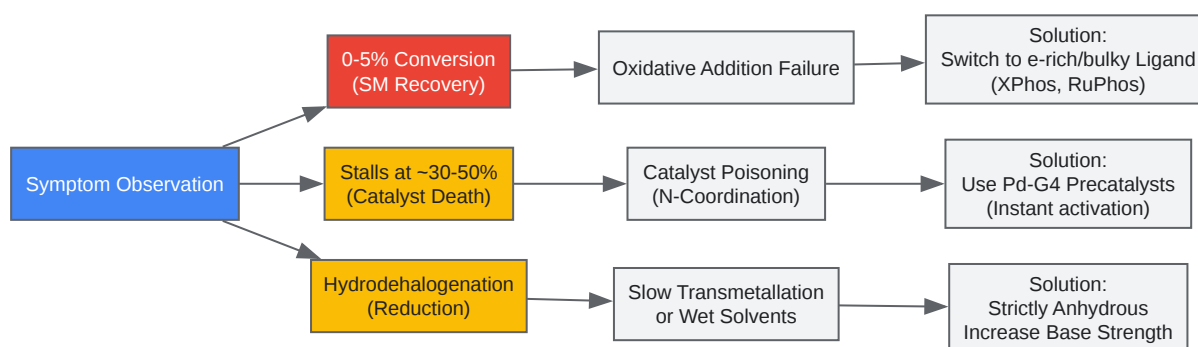 Symptom Observation
0-5% Conversion
(SM Recovery)
Oxidative Addition Failure
Solution:
Switch to e-rich/bulky Ligand
(XPhos, RuPhos)
Stalls at ~30-50%
(Catalyst Death)
Catalyst Poisoning
(N-Coordination)
Solution:
Use Pd-G4 Precatalysts
(Instant activation)
Hydrodehalogenation
(Reduction)
Slow Transmetallation
or Wet Solvents
Solution:
Strictly Anhydrous
Increase Base Strength